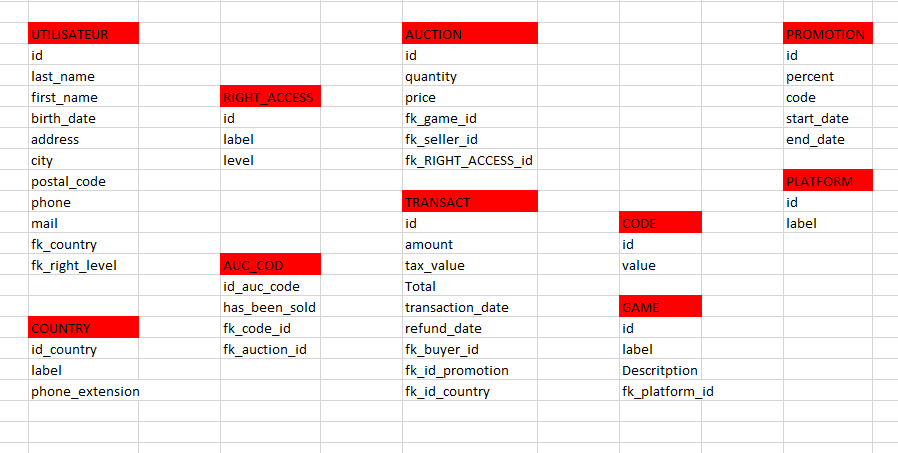 UTILISATEUR
id
last_name
first_name
birth_date
address
city
postal_code
phone
mail
fk_country
fk_right_level
COUNTRY
id_country
label
phone_extension
RIGHT_ACCESS
id
label
level
AUC_COD
id_auc_code
has_been_sold
fk_code_id
fk_auction_id
AUCTION
id
quantity
price
fk_game_id
fk_seller_id
fk_RIGHT_ACCESS_id
TRANSACT
id
amount
tax_value
Total
transaction_date
refund_date
fk_buyer_id
fk_id_promotion
fk_id_country
CODE
id
value
GAME
id
label
Descritption
fk_platform_id
PROMOTION
id
percent
code
start_date
end_date
PLATFORM
id
label